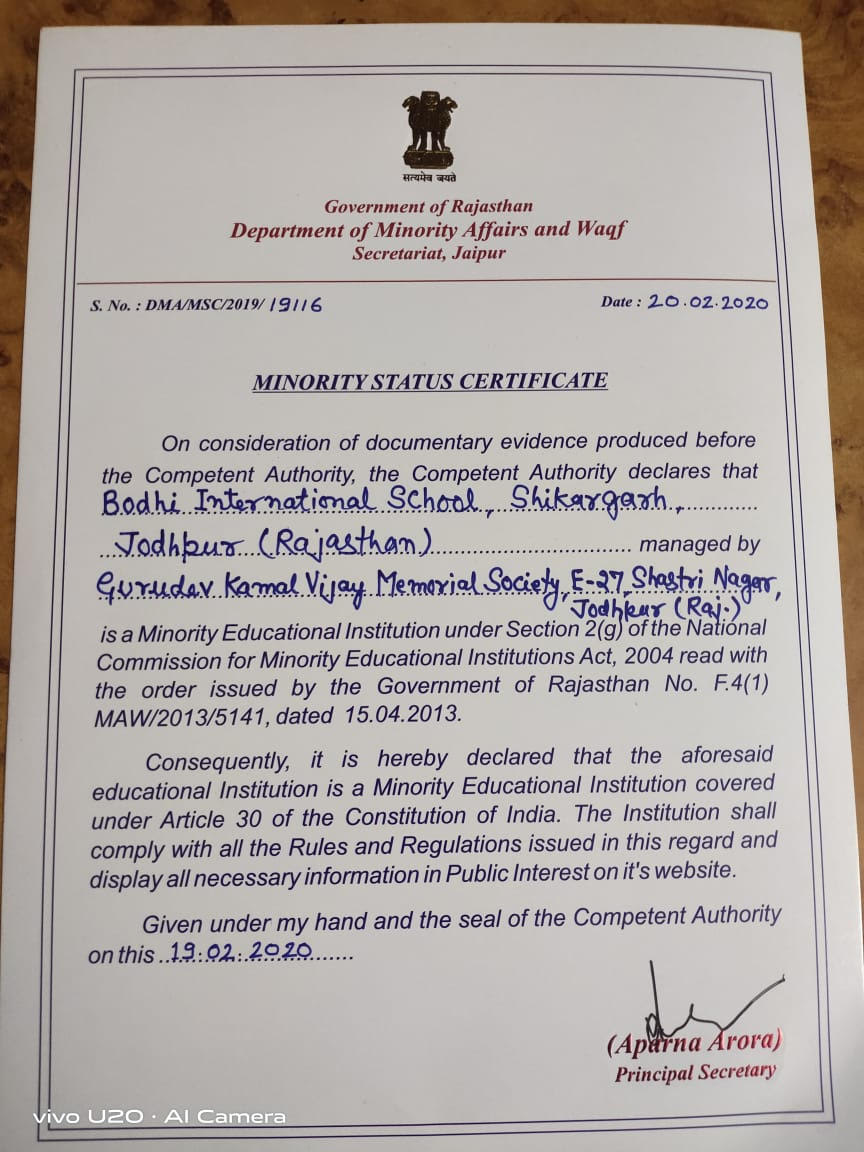 सत्यमेव जयते
Government of Rajasthan
Department of Minority Affairs and Waqf
Secretariat, Jaipur
S. No. : DMA/MSC/2019/ 19116
Date : 20.02.2020
MINORITY STATUS CERTIFICATE
On consideration of documentary evidence produced before
the Competent Authority, the Competent Authority declares that
Bodhi International School, Shikargarh,............
...Jodhpur (Rajasthan)............................... managed by
Gurudev Kamal Vijay Memorial Society, E-27, Shastri Nagar,
Jodhpur (Raj.)
is a Minority Educational Institution under Section 2(g) of the National
Commission for Minority Educational Institutions Act, 2004 read with
the order issued by the Government of Rajasthan No. F.4(1)
MAW/2013/5141, dated 15.04.2013.
Consequently, it is hereby declared that the aforesaid
educational Institution is a Minority Educational Institution covered
under Article 30 of the Constitution of India. The Institution shall
comply with all the Rules and Regulations issued in this regard and
display all necessary information in Public Interest on it's website.
Given under my hand and the seal of the Competent Authority
on this ..19.02.2020.......
(Aparna Arora)
Principal Secretary
vivo U20 · AI Camera